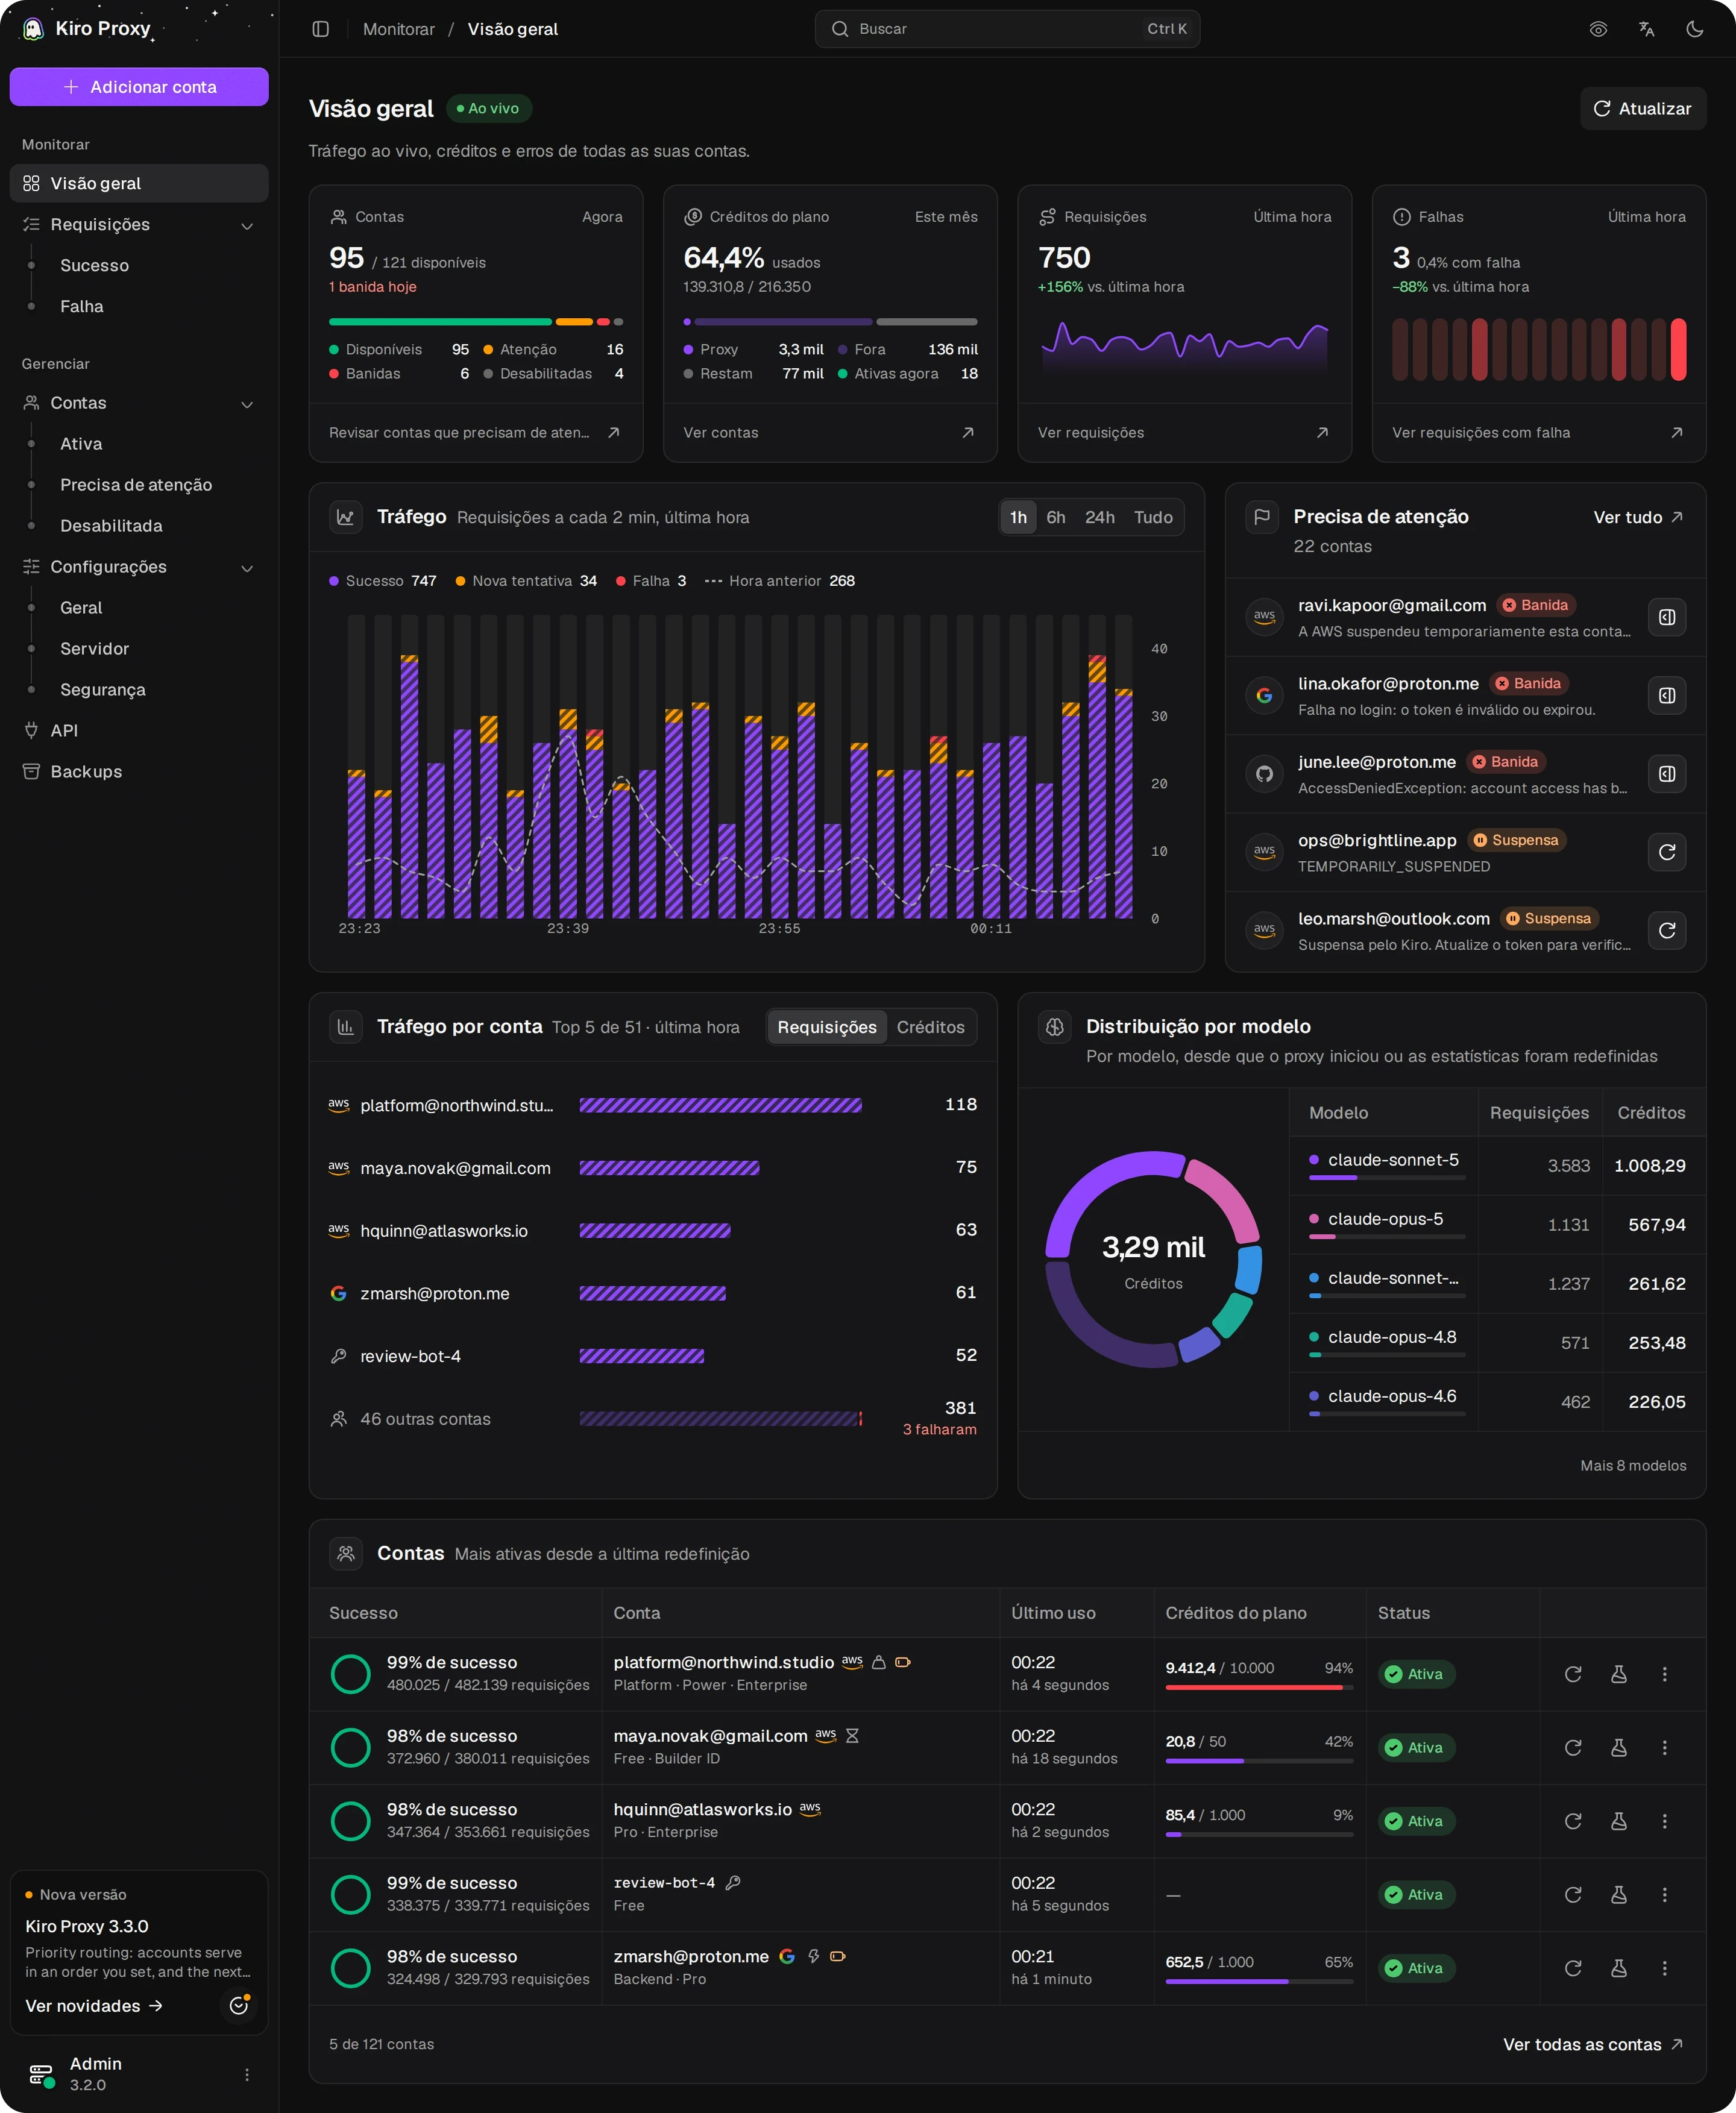 Kiro Proxy
Adicionar conta
Monitorar
Visão geral
Requisições
Sucesso
Falha
Gerenciar
Contas
Ativa
Precisa de atenção
Desabilitada
Configurações
Geral
Servidor
Segurança
API
Backups
Nova versão
Kiro Proxy 3.3.0
Priority routing: accounts serve
in an order you set, and the next...
Ver novidades
Admin
3.2.0
Monitorar / Visão geral
Buscar Ctrl K
Visão geral Ao vivo
Atualizar
Tráfego ao vivo, créditos e erros de todas as suas contas.
Contas Agora
95 / 121 disponíveis
1 banida hoje
Disponíveis 95 Atenção 16
Banidas 6 Desabilitadas 4
Revisar contas que precisam de aten...
Créditos do plano Este mês
64,4% usados
139.310,8 / 216.350
Proxy 3,3 mil Fora 136 mil
Restam 77 mil Ativas agora 18
Ver contas
Requisições Última hora
750
+156% vs. última hora
Ver requisições
Falhas Última hora
3 0,4% com falha
−88% vs. última hora
Ver requisições com falha
Tráfego Requisições a cada 2 min, última hora
1h 6h 24h Tudo
Sucesso 747 Nova tentativa 34 Falha 3 Hora anterior 268
40
30
20
10
0
23:23 23:39 23:55 00:11
Precisa de atenção Ver tudo
22 contas
aws ravi.kapoor@gmail.com Banida
A AWS suspendeu temporariamente esta conta...
lina.okafor@proton.me Banida
Falha no login: o token é inválido ou expirou.
june.lee@proton.me Banida
AccessDeniedException: account access has b...
aws ops@brightline.app Suspensa
TEMPORARILY_SUSPENDED
aws leo.marsh@outlook.com Suspensa
Suspensa pelo Kiro. Atualize o token para verific...
Tráfego por conta Top 5 de 51 · última hora
Requisições Créditos
aws platform@northwind.stu... 118
aws maya.novak@gmail.com 75
aws hquinn@atlasworks.io 63
zmarsh@proton.me 61
review-bot-4 52
46 outras contas 381
3 falharam
Distribuição por modelo
Por modelo, desde que o proxy iniciou ou as estatísticas foram redefinidas
3,29 mil
Créditos
Modelo Requisições Créditos
claude-sonnet-5 3.583 1.008,29
claude-opus-5 1.131 567,94
claude-sonnet-... 1.237 261,62
claude-opus-4.8 571 253,48
claude-opus-4.6 462 226,05
Mais 8 modelos
Contas Mais ativas desde a última redefinição
Sucesso Conta Último uso Créditos do plano Status
99% de sucesso platform@northwind.studio aws 00:22 9.412,4 / 10.000 94% Ativa
480.025 / 482.139 requisições Platform · Power · Enterprise há 4 segundos
98% de sucesso maya.novak@gmail.com aws 00:22 20,8 / 50 42% Ativa
372.960 / 380.011 requisições Free · Builder ID há 18 segundos
98% de sucesso hquinn@atlasworks.io aws 00:22 85,4 / 1.000 9% Ativa
347.364 / 353.661 requisições Pro · Enterprise há 2 segundos
99% de sucesso review-bot-4 00:22 — Ativa
338.375 / 339.771 requisições Free há 5 segundos
98% de sucesso zmarsh@proton.me 00:21 652,5 / 1.000 65% Ativa
324.498 / 329.793 requisições Backend · Pro há 1 minuto
5 de 121 contas
Ver todas as contas